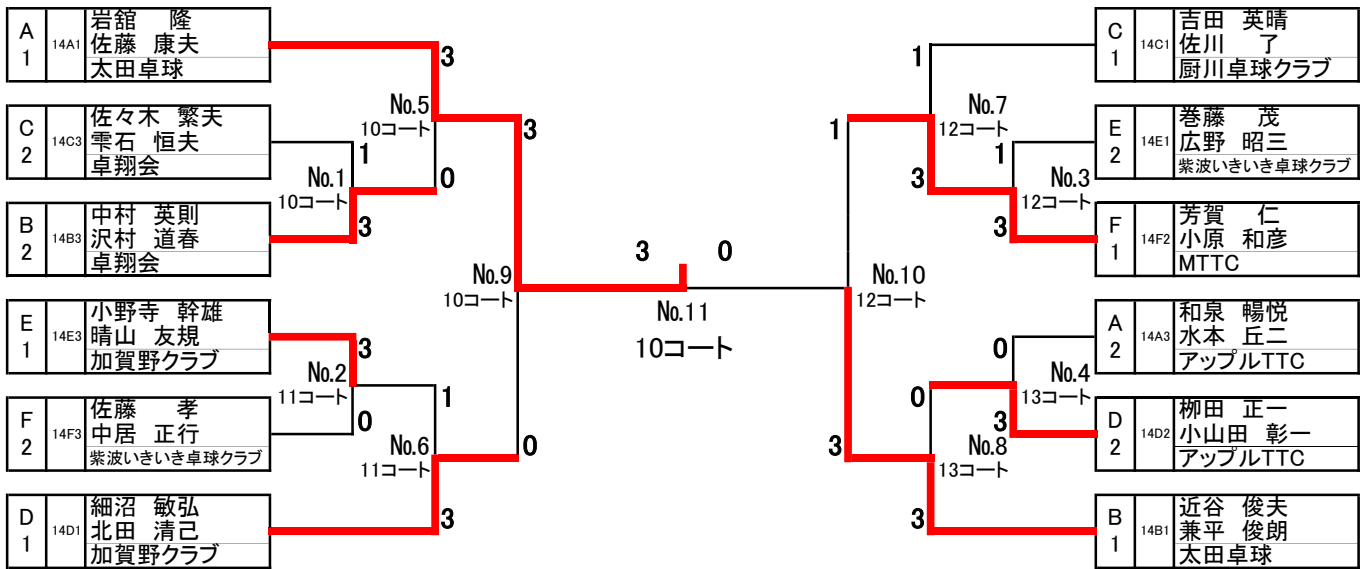 A
1
14A1
岩舘 隆
佐藤 康夫
太田卓球
C
2
14C3
佐々木 繁夫
雫石 恒夫
卓翔会
B
2
14B3
中村 英則
沢村 道春
卓翔会
E
1
14E3
小野寺 幹雄
晴山 友規
加賀野クラブ
F
2
14F3
佐藤 孝
中居 正行
紫波いきいき卓球クラブ
D
1
14D1
細沼 敏弘
北田 清己
加賀野クラブ
1
No.1
10コート
3
3
No.2
11コート
0
3
No.5
10コート
0
1
No.6
11コート
3
3
No.9
10コート
0
3 0
No.11
10コート
1
No.10
12コート
3
1
No.7
12コート
3
0
No.8
13コート
3
1
No.3
12コート
3
0
No.4
13コート
3
C
1
14C1
吉田 英晴
佐川 了
厨川卓球クラブ
E
2
14E1
巻藤 茂
広野 昭三
紫波いきいき卓球クラブ
F
1
14F2
芳賀 仁
小原 和彦
MTTC
A
2
14A3
和泉 暢悦
水本 丘二
アップルTTC
D
2
14D2
栁田 正一
小山田 彰一
アップルTTC
B
1
14B1
近谷 俊夫
兼平 俊朗
太田卓球